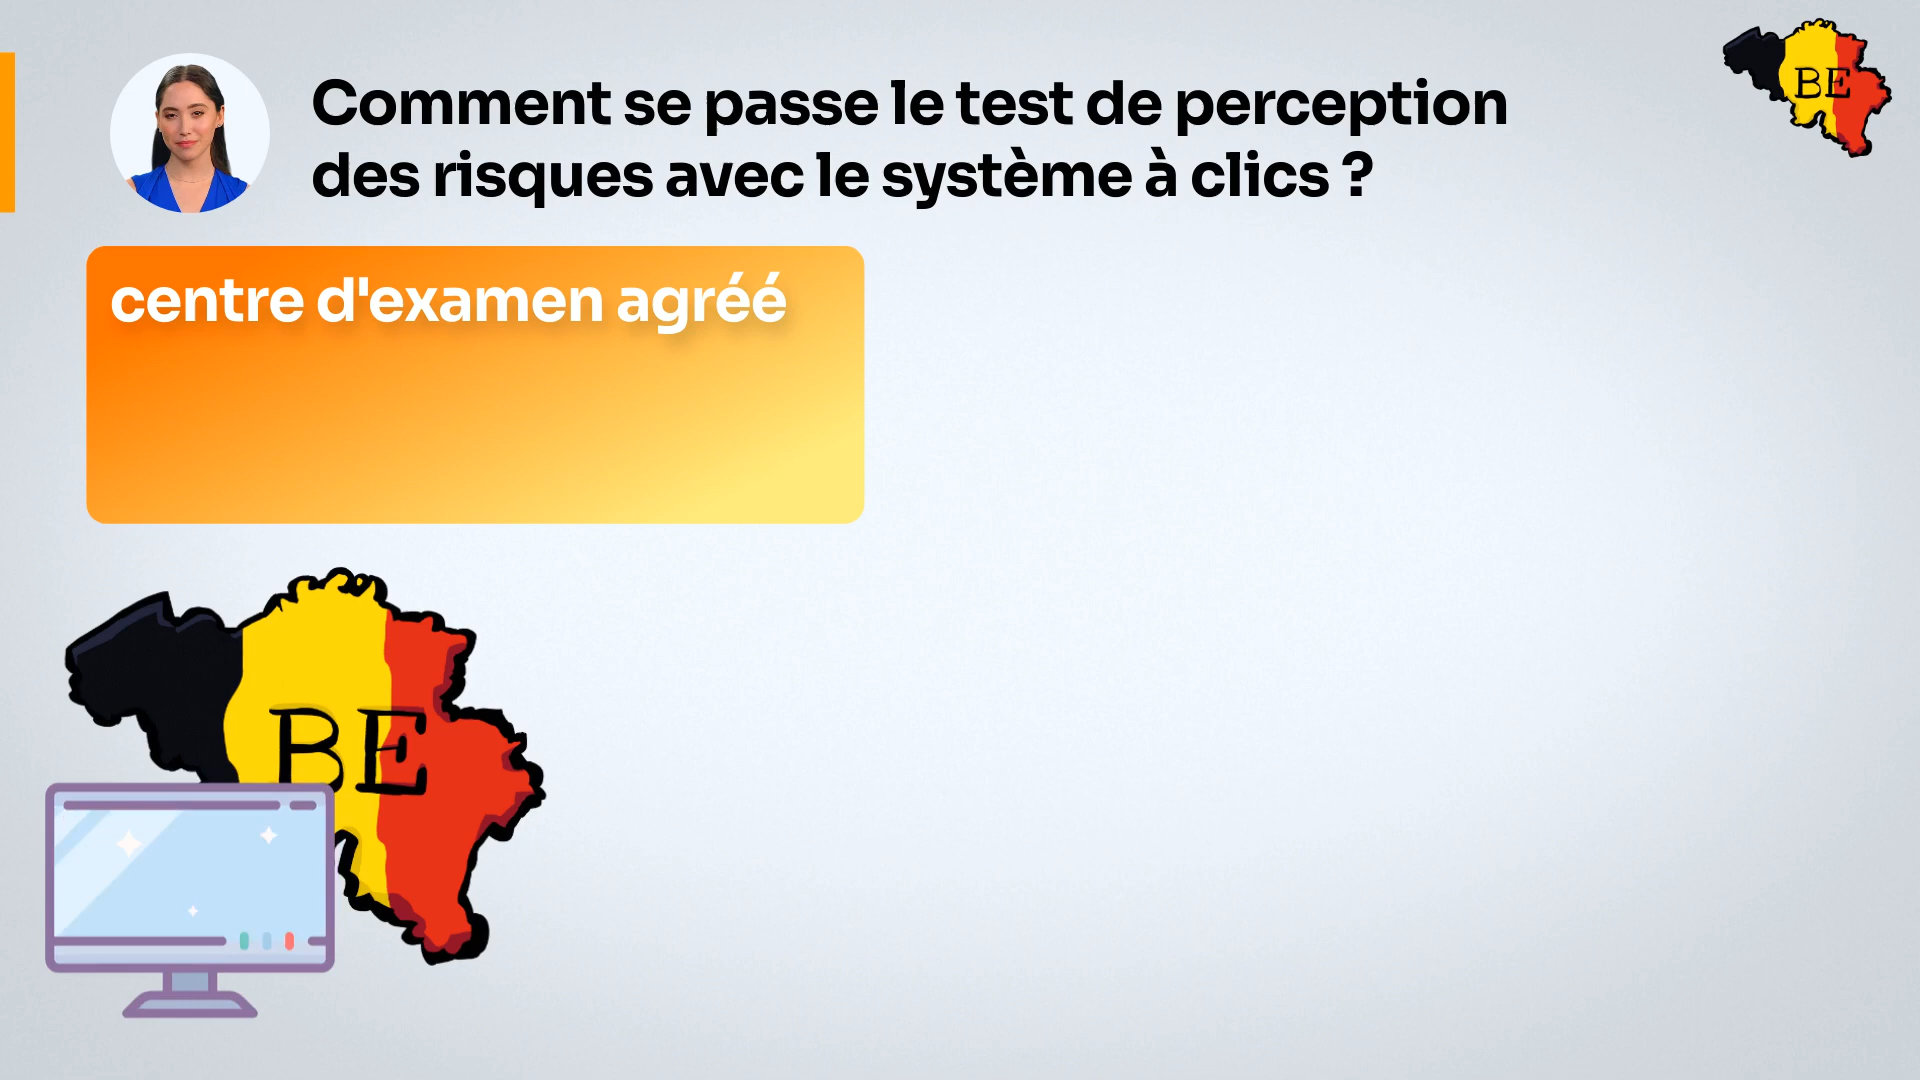 Comment se passe le test de perception
des risques avec le système à clics ?
BE
centre d'examen agréé
BE